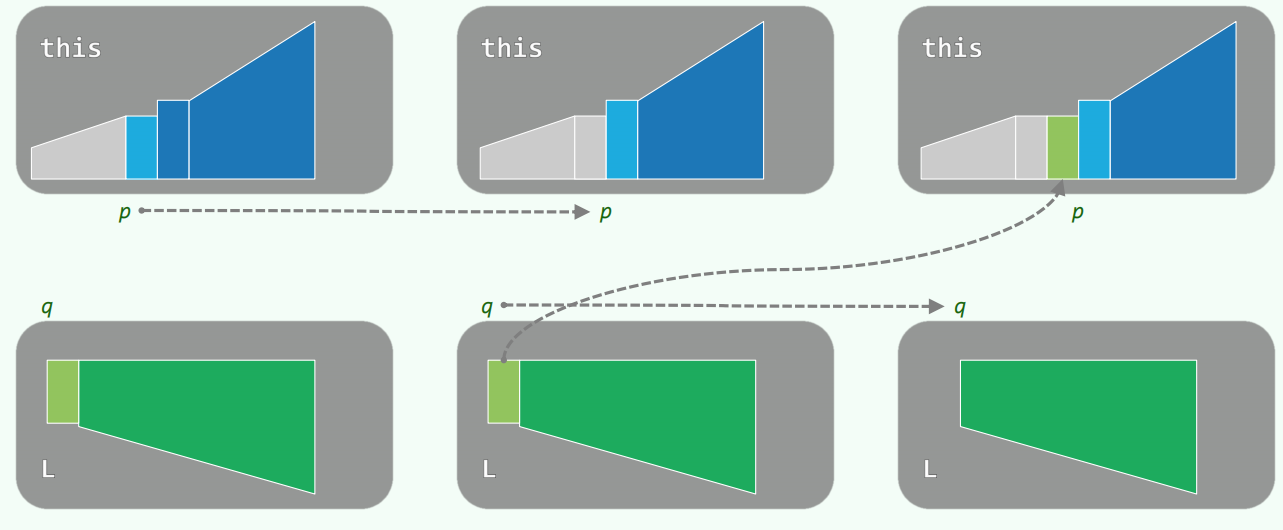 this this this
p p p
q q q
L L L